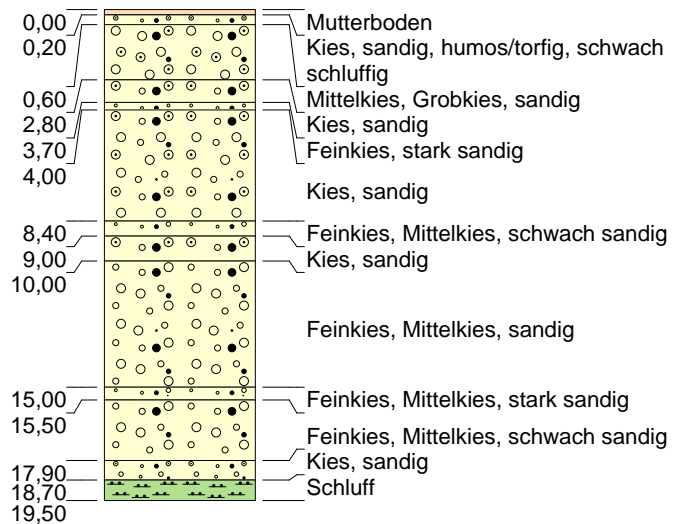 0,00
0,20
0,60
2,80
3,70
4,00
8,40
9,00
10,00
15,00
15,50
17,90
18,70
19,50
Mutterboden
Kies, sandig, humos/torfig, schwach
schluffig
Mittelkies, Grobkies, sandig
Kies, sandig
Feinkies, stark sandig
Kies, sandig
Feinkies, Mittelkies, schwach sandig
Kies, sandig
Feinkies, Mittelkies, sandig
Feinkies, Mittelkies, stark sandig
Feinkies, Mittelkies, schwach sandig
Kies, sandig
Schluff